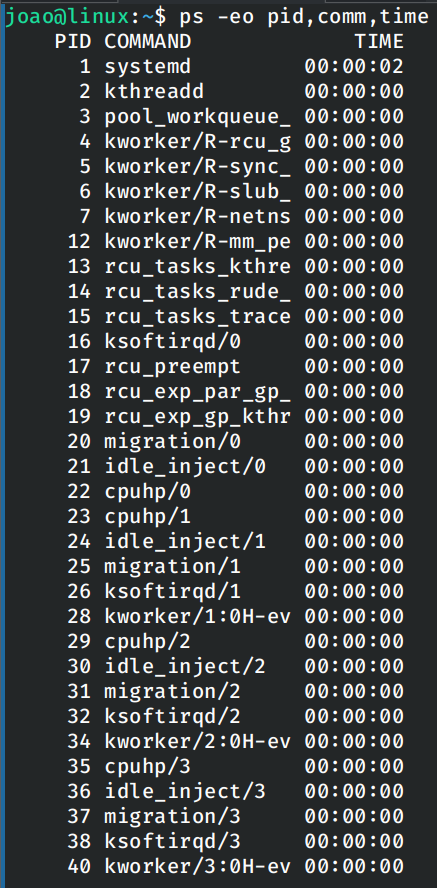 joao@linux:~$ ps -eo pid,comm,time
    PID COMMAND             TIME
      1 systemd         00:00:02
      2 kthreadd        00:00:00
      3 pool_workqueue_ 00:00:00
      4 kworker/R-rcu_g 00:00:00
      5 kworker/R-sync_ 00:00:00
      6 kworker/R-slub_ 00:00:00
      7 kworker/R-netns 00:00:00
     12 kworker/R-mm_pe 00:00:00
     13 rcu_tasks_kthre 00:00:00
     14 rcu_tasks_rude_ 00:00:00
     15 rcu_tasks_trace 00:00:00
     16 ksoftirqd/0     00:00:00
     17 rcu_preempt     00:00:00
     18 rcu_exp_par_gp_ 00:00:00
     19 rcu_exp_gp_kthr 00:00:00
     20 migration/0     00:00:00
     21 idle_inject/0   00:00:00
     22 cpuhp/0         00:00:00
     23 cpuhp/1         00:00:00
     24 idle_inject/1   00:00:00
     25 migration/1     00:00:00
     26 ksoftirqd/1     00:00:00
     28 kworker/1:0H-ev 00:00:00
     29 cpuhp/2         00:00:00
     30 idle_inject/2   00:00:00
     31 migration/2     00:00:00
     32 ksoftirqd/2     00:00:00
     34 kworker/2:0H-ev 00:00:00
     35 cpuhp/3         00:00:00
     36 idle_inject/3   00:00:00
     37 migration/3     00:00:00
     38 ksoftirqd/3     00:00:00
     40 kworker/3:0H-ev 00:00:00